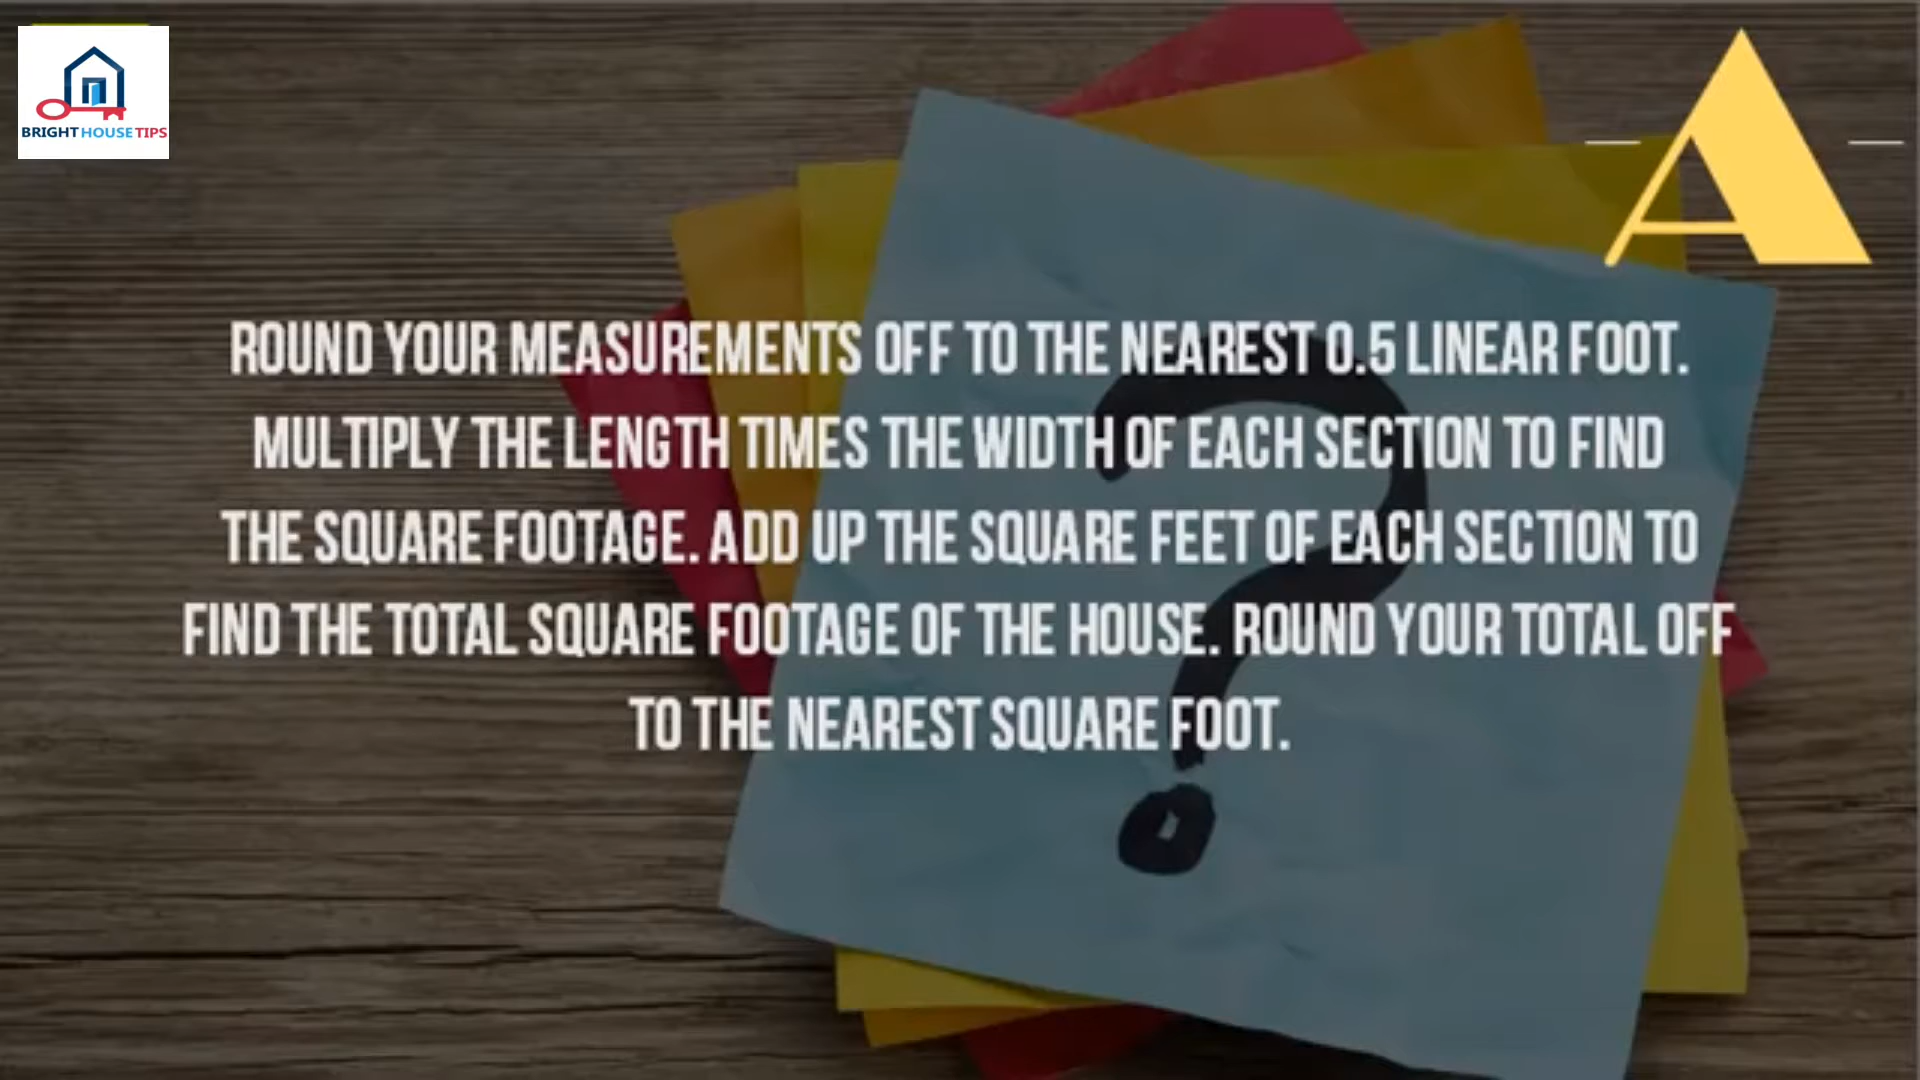 BRIGHT HOUSE TIPS
A
ROUND YOUR MEASUREMENTS OFF TO THE NEAREST 0.5 LINEAR FOOT.
MULTIPLY THE LENGTH TIMES THE WIDTH OF EACH SECTION TO FIND
THE SQUARE FOOTAGE. ADD UP THE SQUARE FEET OF EACH SECTION TO
FIND THE TOTAL SQUARE FOOTAGE OF THE HOUSE. ROUND YOUR TOTAL OFF
TO THE NEAREST SQUARE FOOT.
?